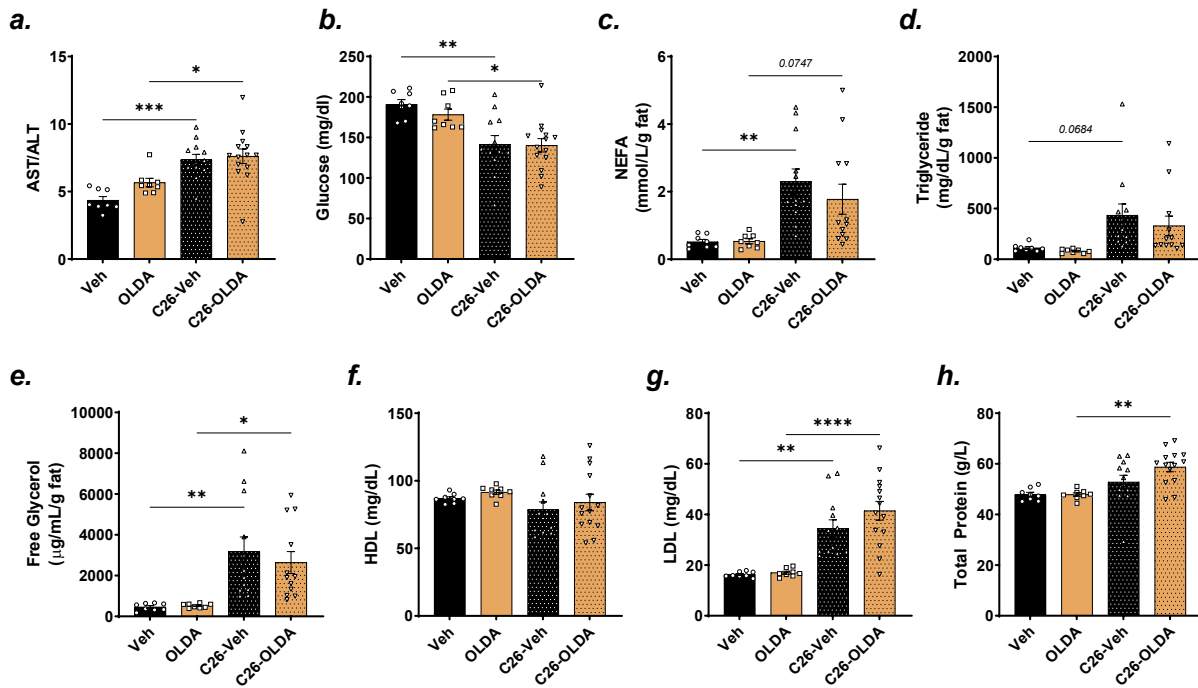 a.
AST/ALT
15
10
5
0
***
*
Veh
OLDA
C26-Veh
C26-OLDA
b.
Glucose (mg/dl)
250
200
150
100
50
0
**
*
Veh
OLDA
C26-Veh
C26-OLDA
c.
NEFA
(mmol/L/g fat)
6
4
2
0
0.0747
**
Veh
OLDA
C26-Veh
C26-OLDA
d.
Triglyceride
(mg/dL/g fat)
2000
1500
1000
500
0
0.0684
Veh
OLDA
C26-Veh
C26-OLDA
e.
Free Glycerol
(µg/mL/g fat)
10000
8000
6000
4000
2000
0
*
**
Veh
OLDA
C26-Veh
C26-OLDA
f.
HDL (mg/dL)
150
100
50
0
Veh
OLDA
C26-Veh
C26-OLDA
g.
LDL (mg/dL)
80
60
40
20
0
****
**
Veh
OLDA
C26-Veh
C26-OLDA
h.
Total Protein (g/L)
80
60
40
20
0
**
Veh
OLDA
C26-Veh
C26-OLDA